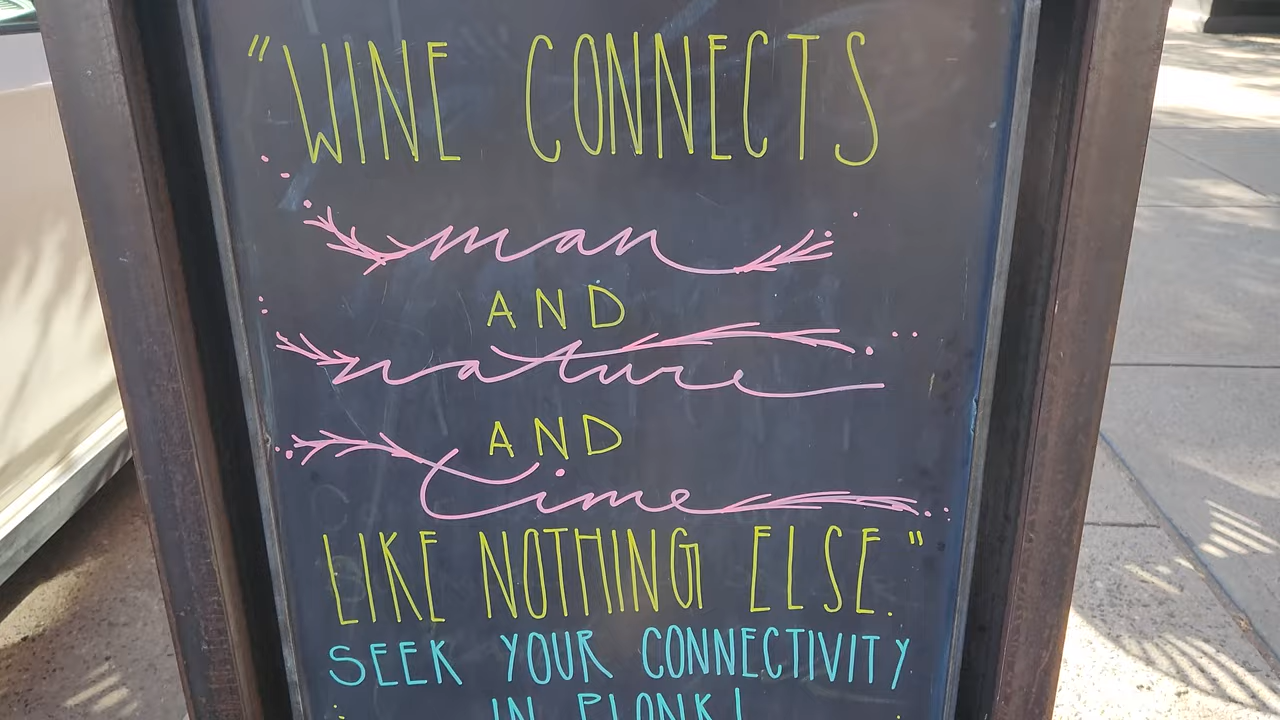 "WINE CONNECTS
man
AND
nature
AND
time
LIKE NOTHING ELSE."
SEEK YOUR CONNECTIVITY
IN PLONK!